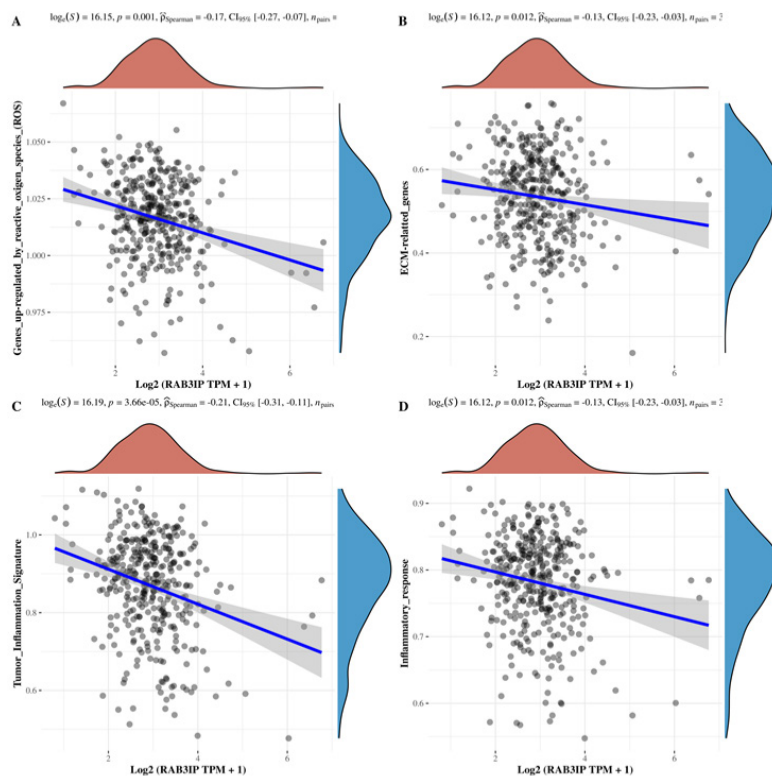 A
logₑ(S) = 16.15, p = 0.001, ρ̂Spearman = -0.17, CI95% [-0.27, -0.07], npairs =
Genes_up-regulated_by_reactive_oxigen_species_(ROS)
1.050
1.025
1.000
0.975
2 4 6
Log2 (RAB3IP TPM + 1)
B
logₑ(S) = 16.12, p = 0.012, ρ̂Spearman = -0.13, CI95% [-0.23, -0.03], npairs = 3
ECM-relatted_genes
0.6
0.4
0.2
2 4 6
Log2 (RAB3IP TPM + 1)
C
logₑ(S) = 16.19, p = 3.66e-05, ρ̂Spearman = -0.21, CI95% [-0.31, -0.11], npairs
Tumor_Inflammation_Signature
1.0
0.8
0.6
2 4 6
Log2 (RAB3IP TPM + 1)
D
logₑ(S) = 16.12, p = 0.012, ρ̂Spearman = -0.13, CI95% [-0.23, -0.03], npairs = 3
Inflammatory_response
0.9
0.8
0.7
0.6
2 4 6
Log2 (RAB3IP TPM + 1)